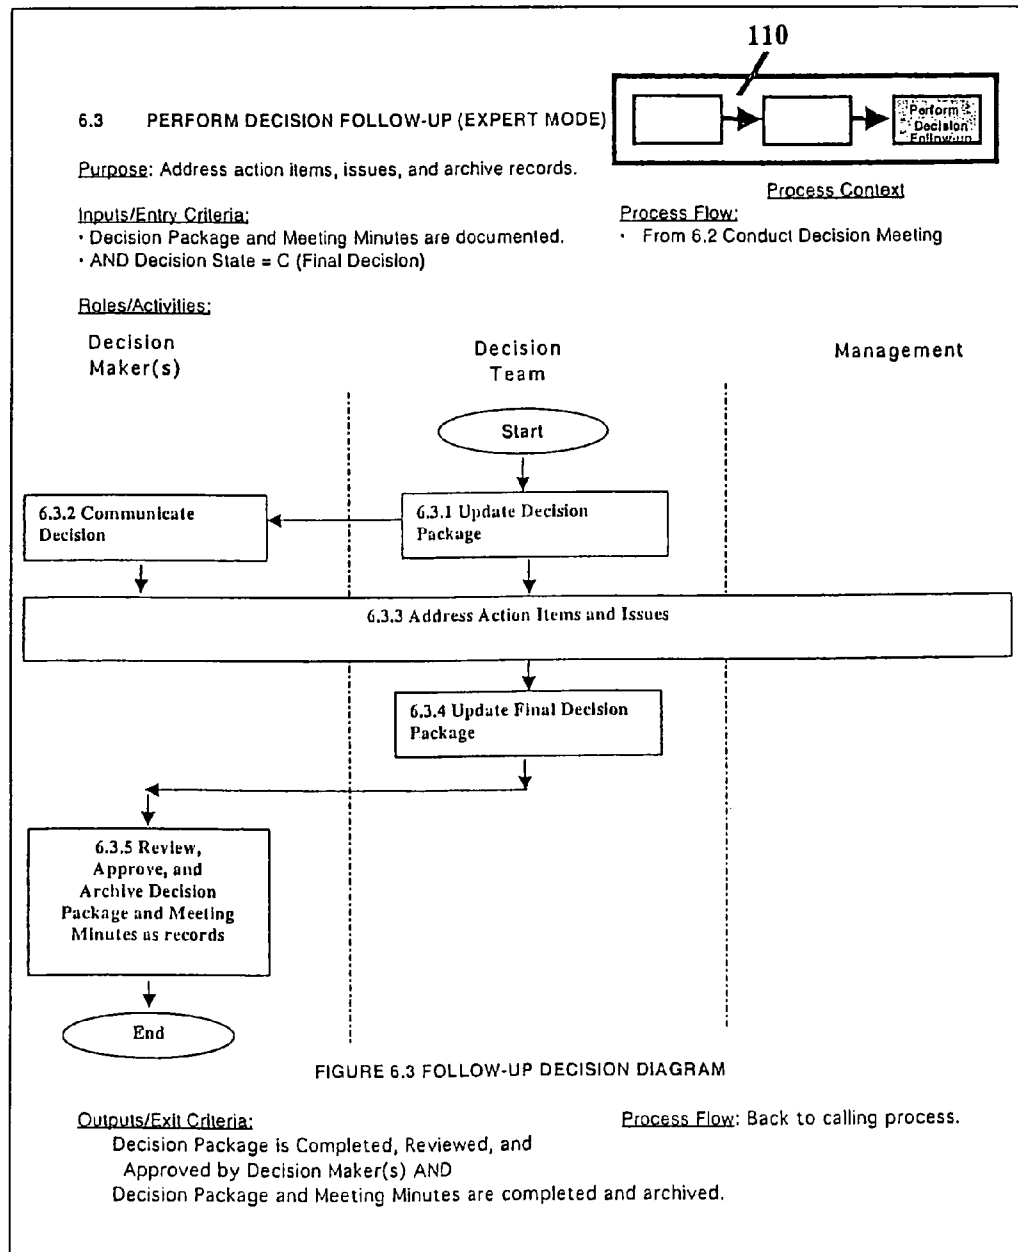 110
6.3 PERFORM DECISION FOLLOW-UP (EXPERT MODE)
Perform
Decision
Follow-up
Process Context
Purpose: Address action items, issues, and archive records.
Inputs/Entry Criteria:
· Decision Package and Meeting Minutes are documented.
· AND Decision State = C (Final Decision)
Process Flow:
· From 6.2 Conduct Decision Meeting
Roles/Activities:
Decision
Maker(s)
Decision
Team
Management
Start
6.3.2 Communicate
Decision
6.3.1 Update Decision
Package
6.3.3 Address Action Items and Issues
6.3.4 Update Final Decision
Package
6.3.5 Review,
Approve, and
Archive Decision
Package and Meeting
Minutes as records
End
FIGURE 6.3 FOLLOW-UP DECISION DIAGRAM
Outputs/Exit Criteria:
Decision Package is Completed, Reviewed, and
Approved by Decision Maker(s) AND
Decision Package and Meeting Minutes are completed and archived.
Process Flow: Back to calling process.